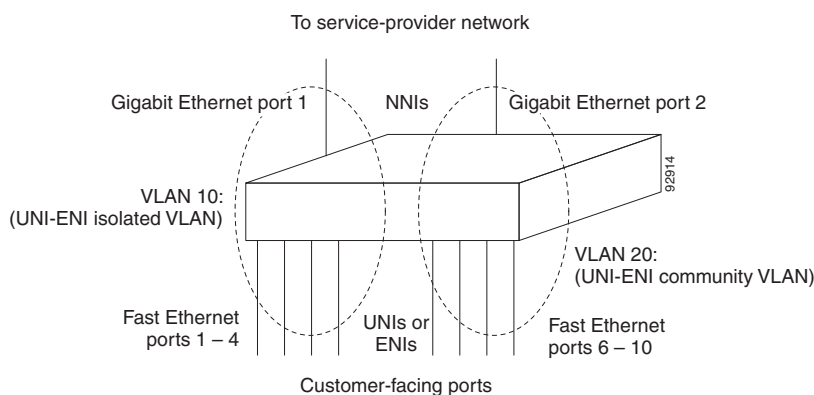 To service-provider network
Gigabit Ethernet port 1
NNIs
Gigabit Ethernet port 2
92914
VLAN 10:
(UNI-ENI isolated VLAN)
VLAN 20:
(UNI-ENI community VLAN)
Fast Ethernet
ports 1 – 4
UNIs or
ENIs
Fast Ethernet
ports 6 – 10
Customer-facing ports